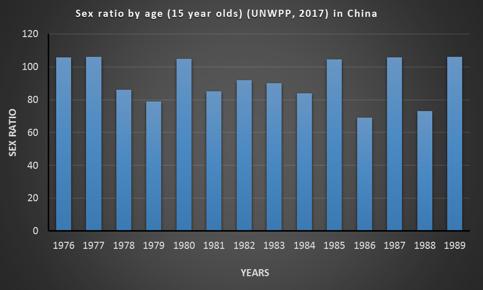 Sex ratio by age (15 year olds) (UNWPP, 2017) in China
120
100
80
60
40
20
0
SEX RATIO
1976 1977 1978 1979 1980 1981 1982 1983 1984 1985 1986 1987 1988 1989
YEARS